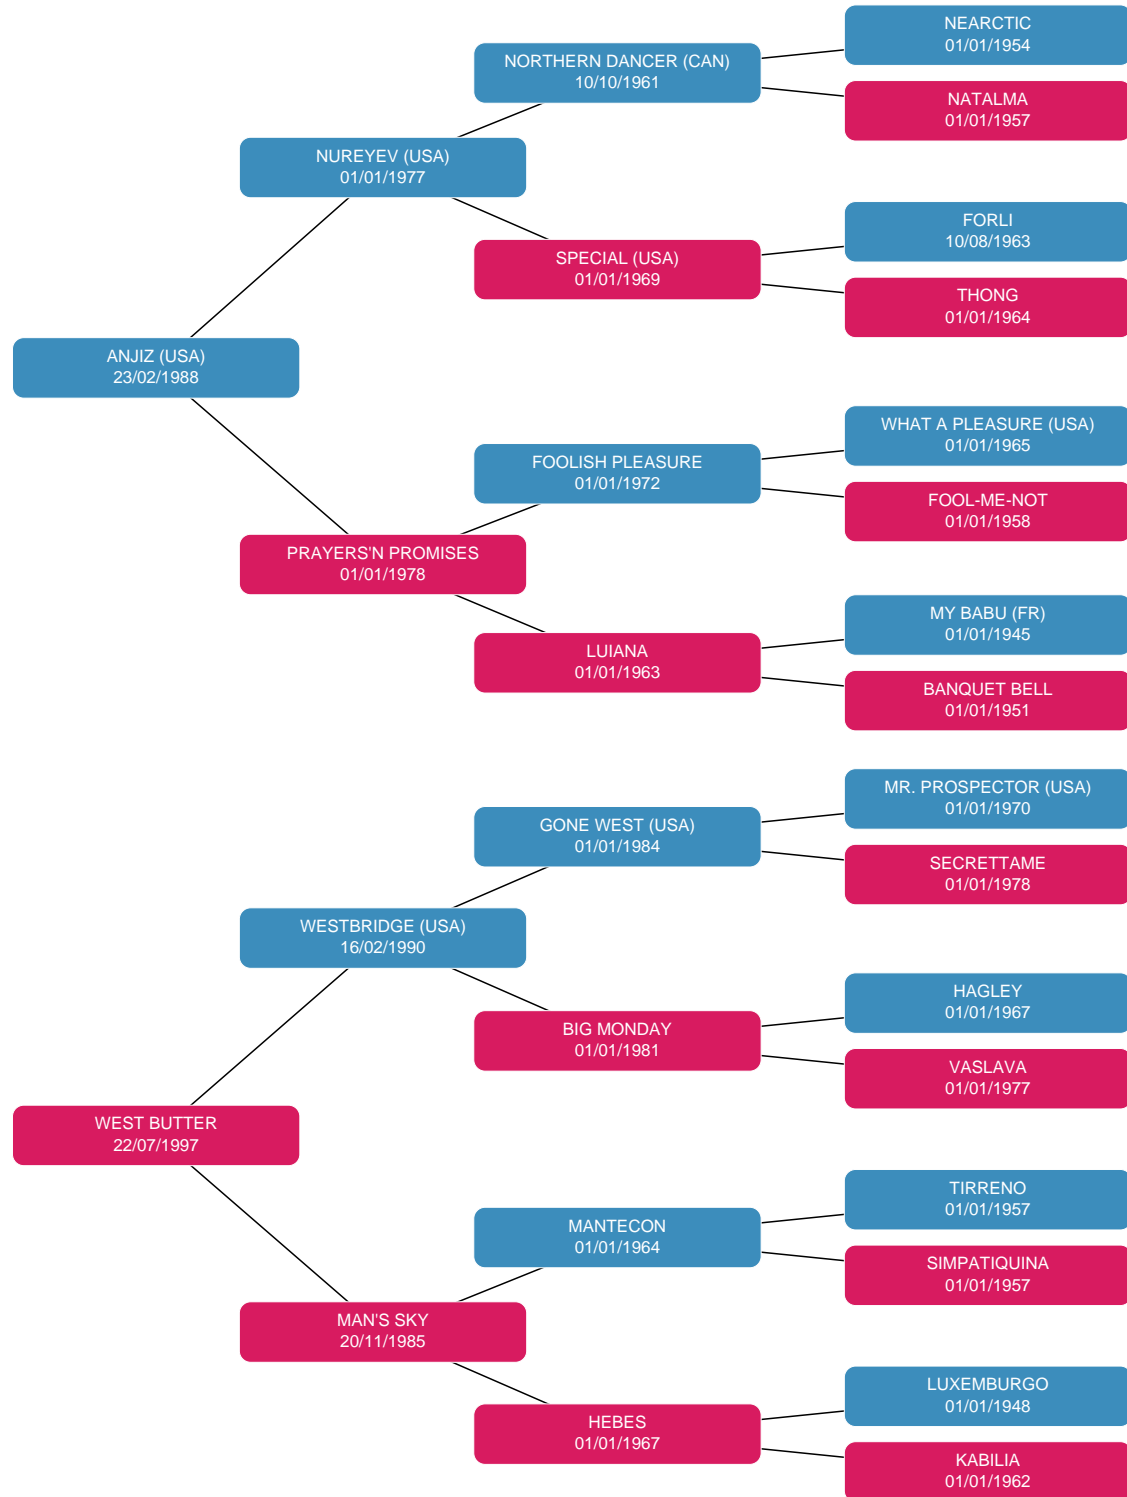 NEARCTIC
01/01/1954
NORTHERN DANCER (CAN)
10/10/1961
NATALMA
01/01/1957
NUREYEV (USA)
01/01/1977
FORLI
10/08/1963
SPECIAL (USA)
01/01/1969
THONG
01/01/1964
ANJIZ (USA)
23/02/1988
WHAT A PLEASURE (USA)
01/01/1965
FOOLISH PLEASURE
01/01/1972
FOOL-ME-NOT
01/01/1958
PRAYERS'N PROMISES
01/01/1978
MY BABU (FR)
01/01/1945
LUIANA
01/01/1963
BANQUET BELL
01/01/1951
MR. PROSPECTOR (USA)
01/01/1970
GONE WEST (USA)
01/01/1984
SECRETTAME
01/01/1978
WESTBRIDGE (USA)
16/02/1990
HAGLEY
01/01/1967
BIG MONDAY
01/01/1981
VASLAVA
01/01/1977
WEST BUTTER
22/07/1997
TIRRENO
01/01/1957
MANTECON
01/01/1964
SIMPATIQUINA
01/01/1957
MAN'S SKY
20/11/1985
LUXEMBURGO
01/01/1948
HEBES
01/01/1967
KABILIA
01/01/1962